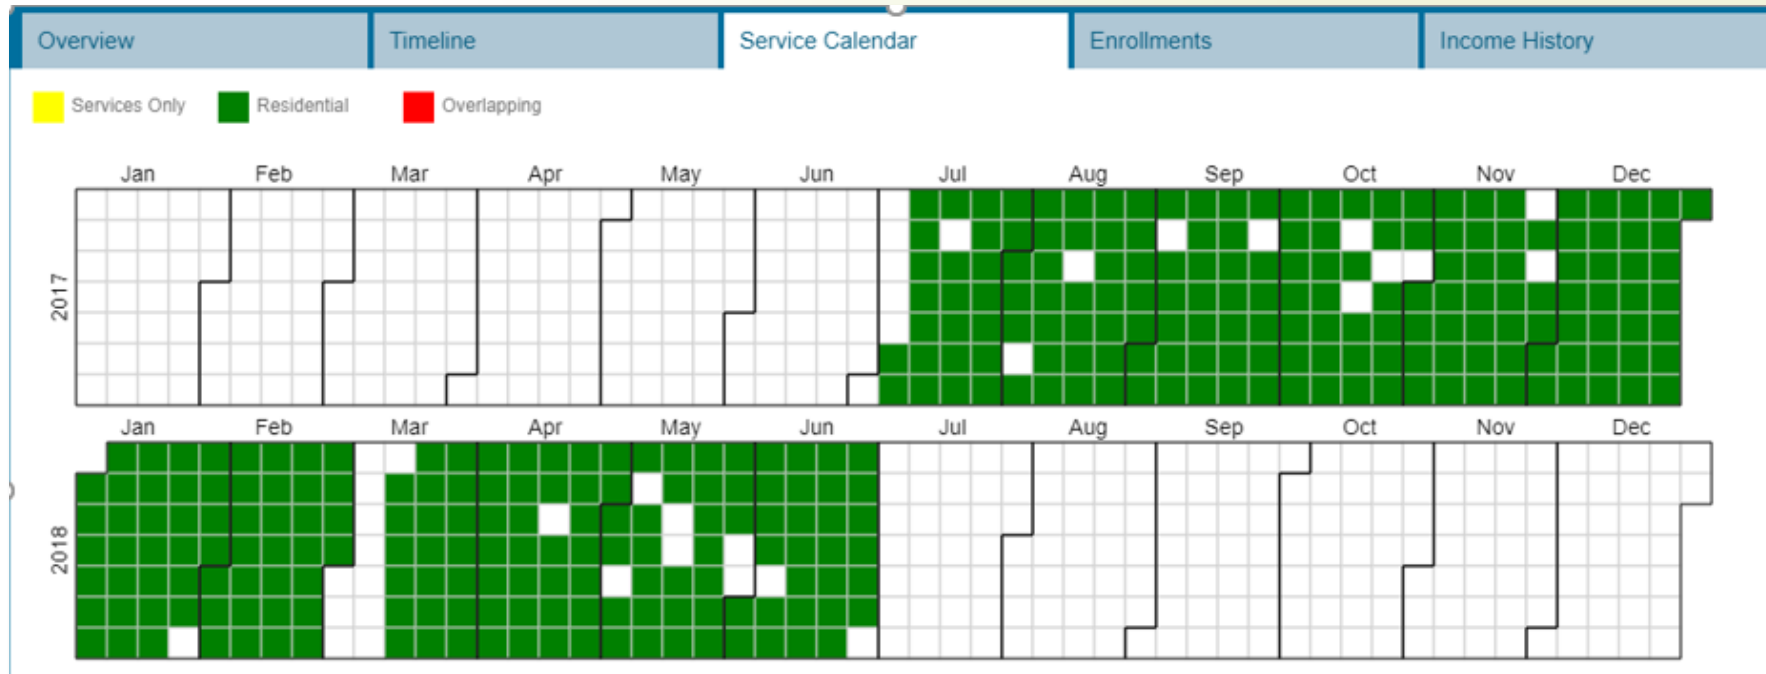 Overview Timeline Service Calendar Enrollments Income History
Services Only Residential Overlapping
Jan Feb Mar Apr May Jun Jul Aug Sep Oct Nov Dec
2017
Jan Feb Mar Apr May Jun Jul Aug Sep Oct Nov Dec
2018